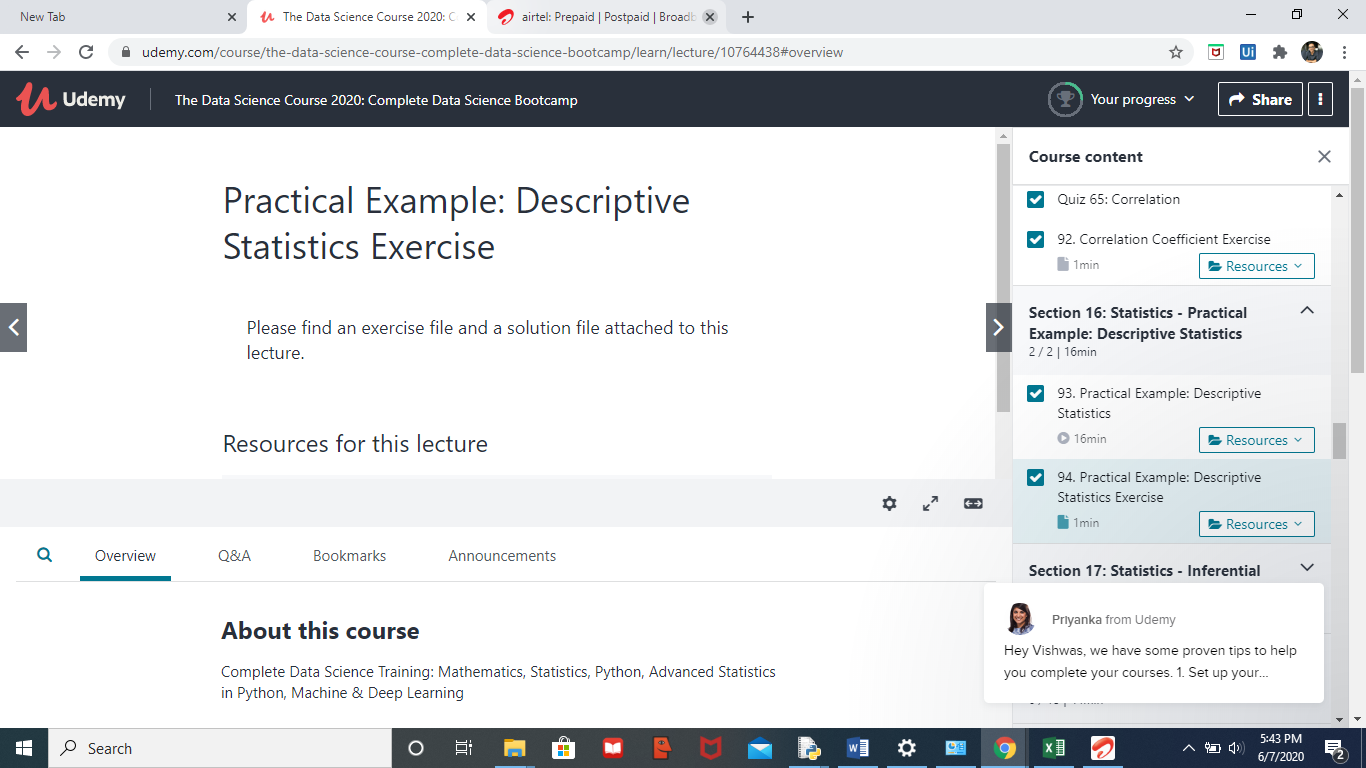 New Tab
The Data Science Course 2020: C
airtel: Prepaid | Postpaid | Broadb
udemy.com/course/the-data-science-course-complete-data-science-bootcamp/learn/lecture/10764438#overview
Ui
Udemy
The Data Science Course 2020: Complete Data Science Bootcamp
Your progress
Share
Practical Example: Descriptive
Statistics Exercise
Please find an exercise file and a solution file attached to this
lecture.
Resources for this lecture
Overview
Q&A
Bookmarks
Announcements
About this course
Complete Data Science Training: Mathematics, Statistics, Python, Advanced Statistics
in Python, Machine & Deep Learning
Course content
Quiz 65: Correlation
92. Correlation Coefficient Exercise
1min
Resources
Section 16: Statistics - Practical
Example: Descriptive Statistics
2 / 2 | 16min
93. Practical Example: Descriptive
Statistics
16min
Resources
94. Practical Example: Descriptive
Statistics Exercise
1min
Resources
Section 17: Statistics - Inferential
Priyanka from Udemy
Hey Vishwas, we have some proven tips to help
you complete your courses. 1. Set up your...
Search
5:43 PM
6/7/2020
2